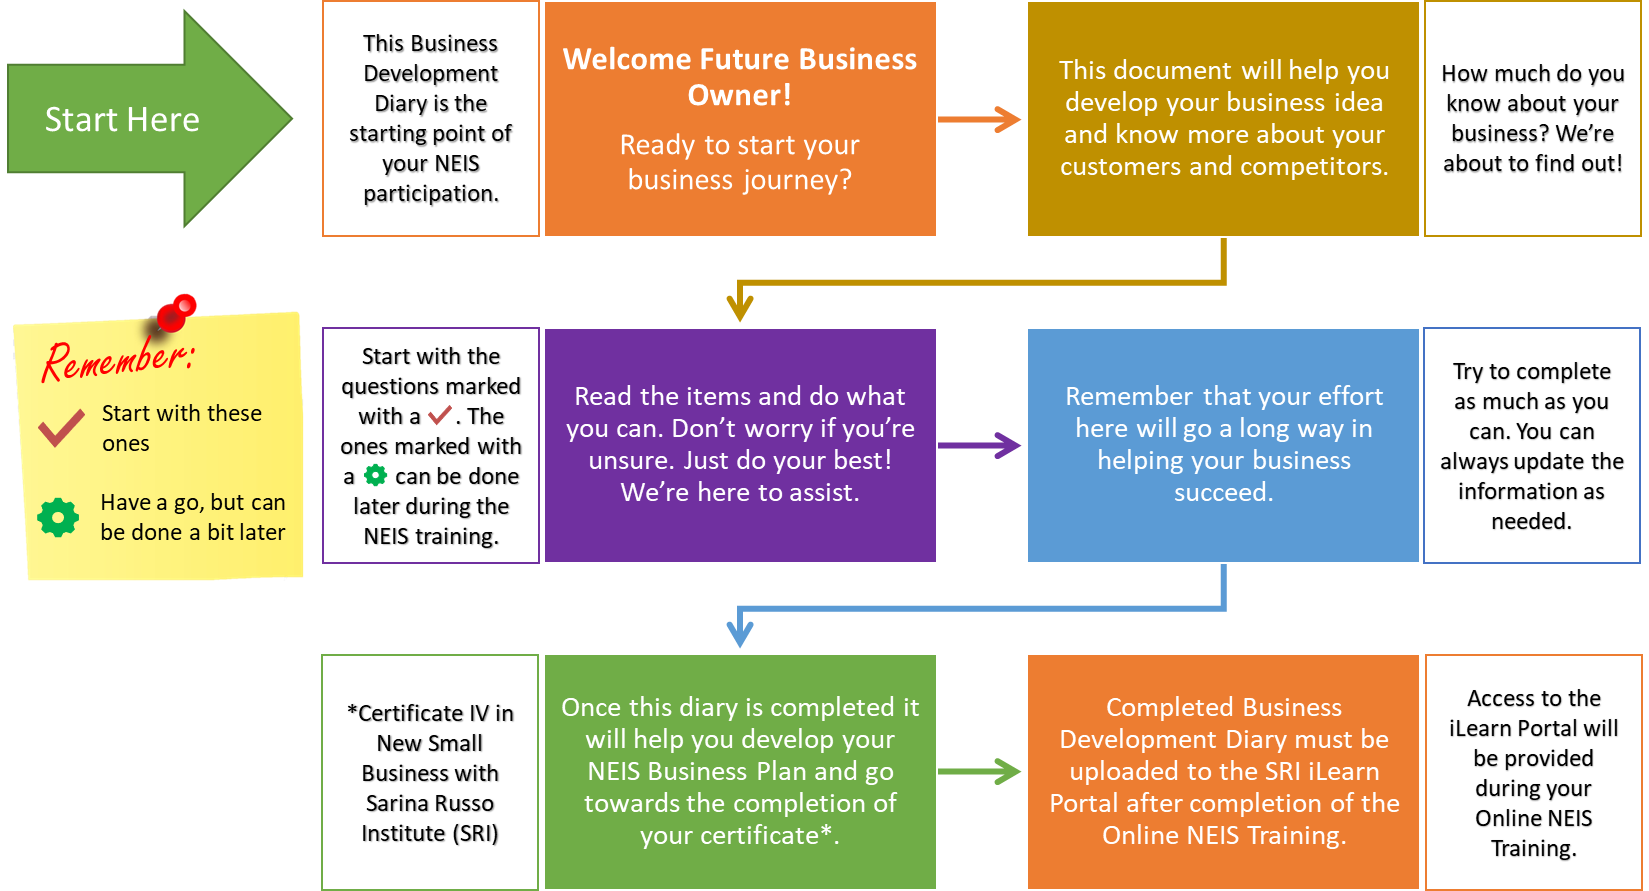 Start Here
This Business
Development
Diary is the
starting point of
your NEIS
participation.
Welcome Future Business
Owner!
Ready to start your
business journey?
This document will help you
develop your business idea
and know more about your
customers and competitors.
How much do you
know about your
business? We’re
about to find out!
Remember:
Start with these
ones
Have a go, but can
be done a bit later
Start with the
questions marked
with a ✓. The
ones marked with
a ⚙ can be done
later during the
NEIS training.
Read the items and do what
you can. Don’t worry if you’re
unsure. Just do your best!
We’re here to assist.
Remember that your effort
here will go a long way in
helping your business
succeed.
Try to complete
as much as you
can. You can
always update the
information as
needed.
*Certificate IV in
New Small
Business with
Sarina Russo
Institute (SRI)
Once this diary is completed it
will help you develop your
NEIS Business Plan and go
towards the completion of
your certificate*.
Completed Business
Development Diary must be
uploaded to the SRI iLearn
Portal after completion of the
Online NEIS Training.
Access to the
iLearn Portal will
be provided
during your
Online NEIS
Training.